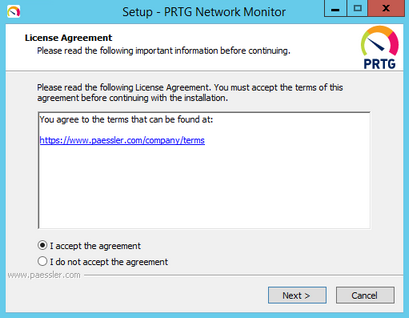 Setup - PRTG Network Monitor
License Agreement
Please read the following important information before continuing.
PRTG
Please read the following License Agreement. You must accept the terms of this
agreement before continuing with the installation.
You agree to the terms that can be found at:
https://www.paessler.com/company/terms
I accept the agreement
I do not accept the agreement
www.paessler.com
Next >
Cancel